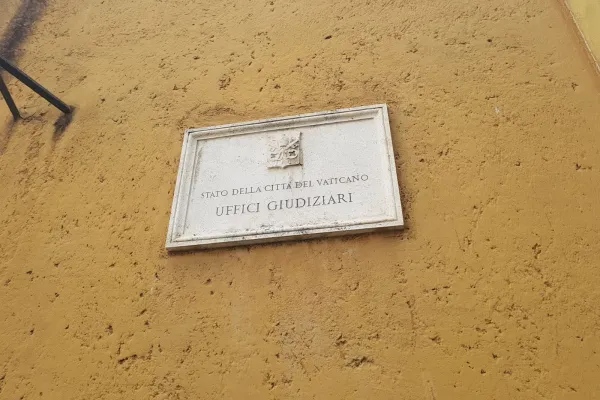 STATO DELLA CITTÀ DEL VATICANO
UFFICI GIUDIZIARI